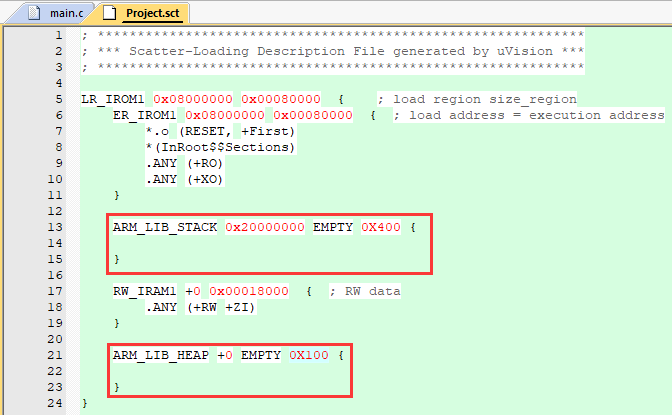 main.c Project.sct
1 ; *************************************************************
2 ; *** Scatter-Loading Description File generated by uVision ***
3 ; *************************************************************
4
5 LR_IROM1 0x08000000 0x00080000 { ; load region size_region
6 ER_IROM1 0x08000000 0x00080000 { ; load address = execution address
7 *.o (RESET, +First)
8 *(InRoot$$Sections)
9 .ANY (+RO)
10 .ANY (+XO)
11 }
12
13 ARM_LIB_STACK 0x20000000 EMPTY 0X400 {
14
15 }
16
17 RW_IRAM1 +0 0x00018000 { ; RW data
18 .ANY (+RW +ZI)
19 }
20
21 ARM_LIB_HEAP +0 EMPTY 0X100 {
22
23 }
24 }